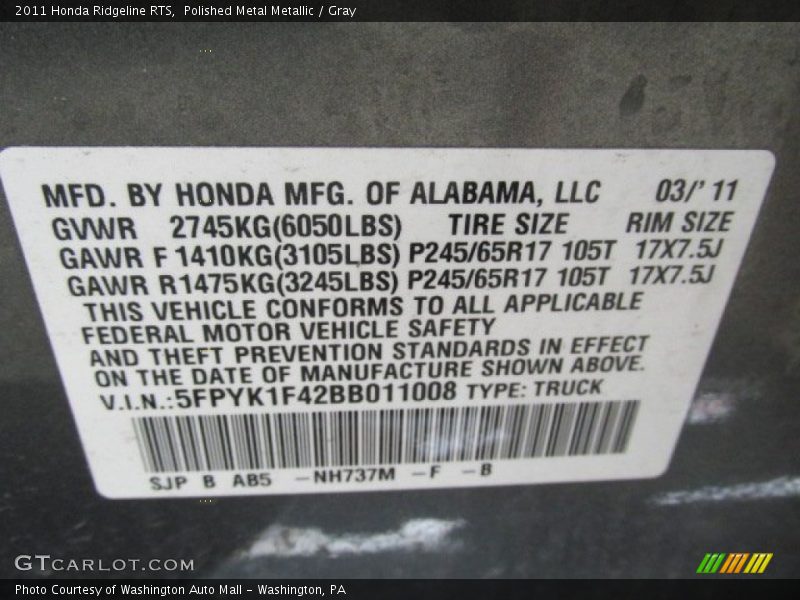 2011 Honda Ridgeline RTS,  Polished Metal Metallic / Gray
MFD. BY HONDA MFG. OF ALABAMA, LLC 03/'11
GVWR 2745KG(6050LBS) TIRE SIZE RIM SIZE
GAWR F 1410KG(3105LBS) P245/65R17 105T 17X7.5J
GAWR R1475KG(3245LBS) P245/65R17 105T 17X7.5J
THIS VEHICLE CONFORMS TO ALL APPLICABLE
FEDERAL MOTOR VEHICLE SAFETY
AND THEFT PREVENTION STANDARDS IN EFFECT
ON THE DATE OF MANUFACTURE SHOWN ABOVE.
V.I.N.:5FPYK1F42BB011008 TYPE: TRUCK
SJP B AB5 -NH737M -F -B
GTCARLOT.COM
Photo Courtesy of Washington Auto Mall - Washington, PA